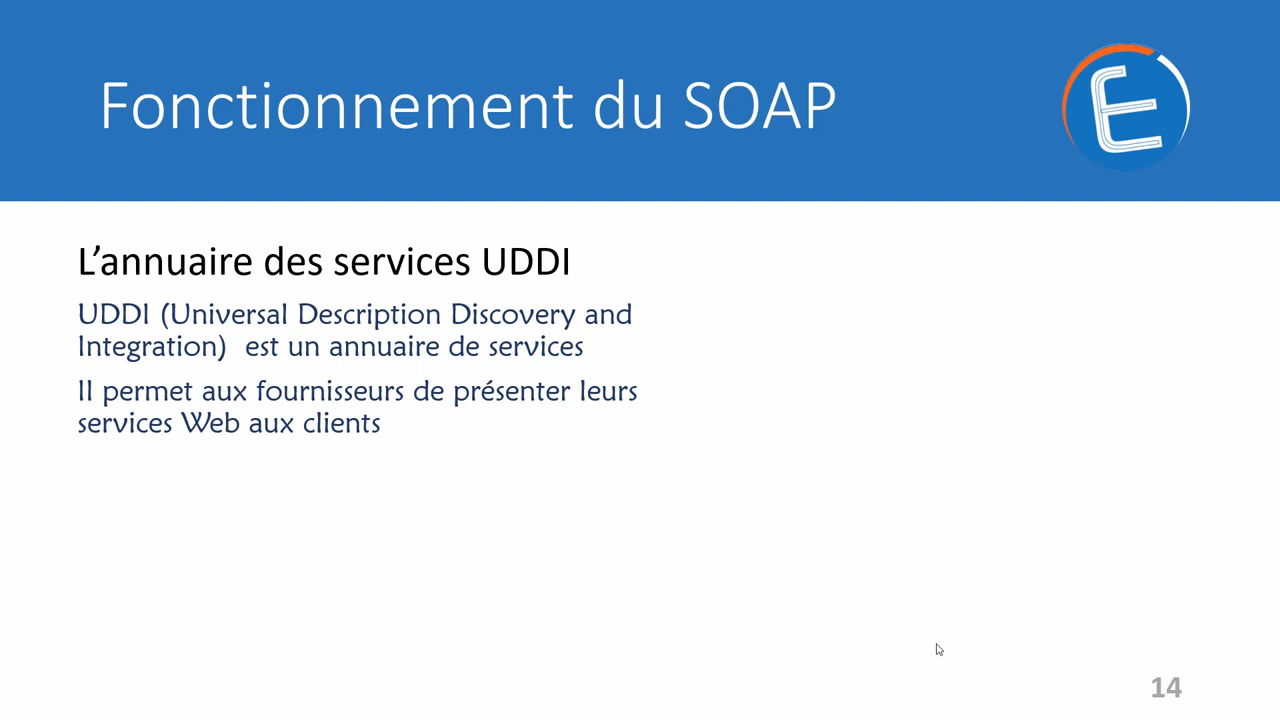 Fonctionnement du SOAP
E
L’annuaire des services UDDI
UDDI (Universal Description Discovery and
Integration)  est un annuaire de services
Il permet aux fournisseurs de présenter leurs
services Web aux clients
14